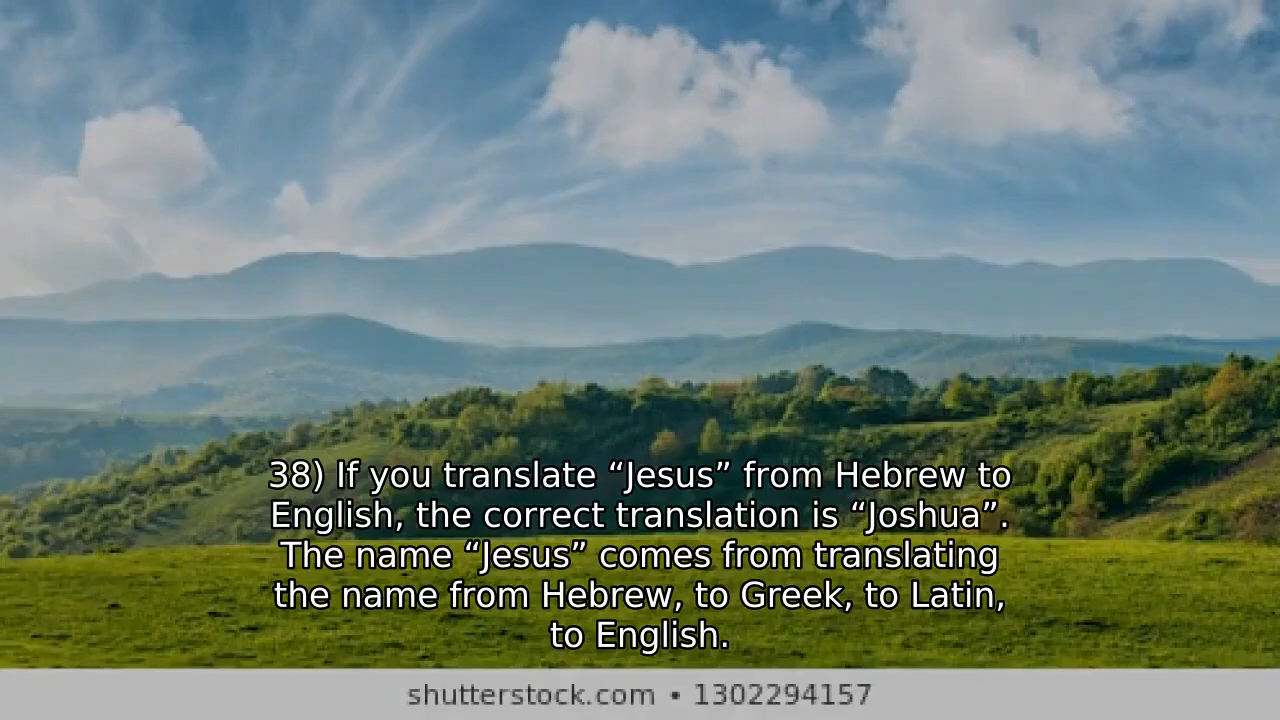 38) If you translate “Jesus” from Hebrew to
English, the correct translation is “Joshua”.
The name “Jesus” comes from translating
the name from Hebrew, to Greek, to Latin,
to English.
shutterstock.com • 1302294157